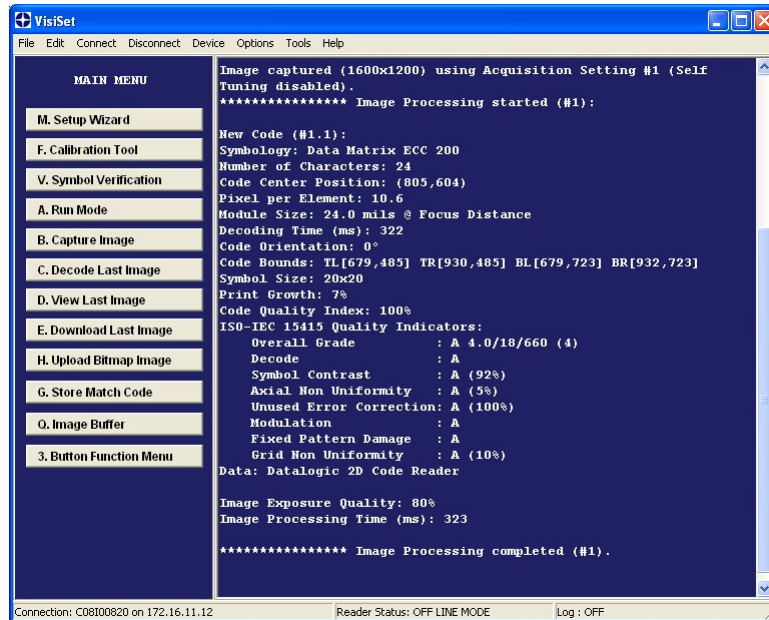 VisiSet
File Edit Connect Disconnect Device Options Tools Help
MAIN MENU
M. Setup Wizard
F. Calibration Tool
V. Symbol Verification
A. Run Mode
B. Capture Image
C. Decode Last Image
D. View Last Image
E. Download Last Image
H. Upload Bitmap Image
G. Store Match Code
Q. Image Buffer
3. Button Function Menu
Image captured (1600x1200) using Acquisition Setting #1 (Self
Tuning disabled).
**************** Image Processing started (#1):
New Code (#1.1):
Symbology: Data Matrix ECC 200
Number of Characters: 24
Code Center Position: (805,604)
Pixel per Element: 10.6
Module Size: 24.0 mils @ Focus Distance
Decoding Time (ms): 322
Code Orientation: 0°
Code Bounds: TL[679,485] TR[930,485] BL[679,723] BR[932,723]
Symbol Size: 20x20
Print Growth: 7%
Code Quality Index: 100%
ISO-IEC 15415 Quality Indicators:
Overall Grade : A 4.0/18/660 (4)
Decode : A
Symbol Contrast : A (92%)
Axial Non Uniformity : A (5%)
Unused Error Correction: A (100%)
Modulation : A
Fixed Pattern Damage : A
Grid Non Uniformity : A (10%)
Data: Datalogic 2D Code Reader
Image Exposure Quality: 80%
Image Processing Time (ms): 323
**************** Image Processing completed (#1).
Connection: C08I00820 on 172.16.11.12
Reader Status: OFF LINE MODE
Log : OFF